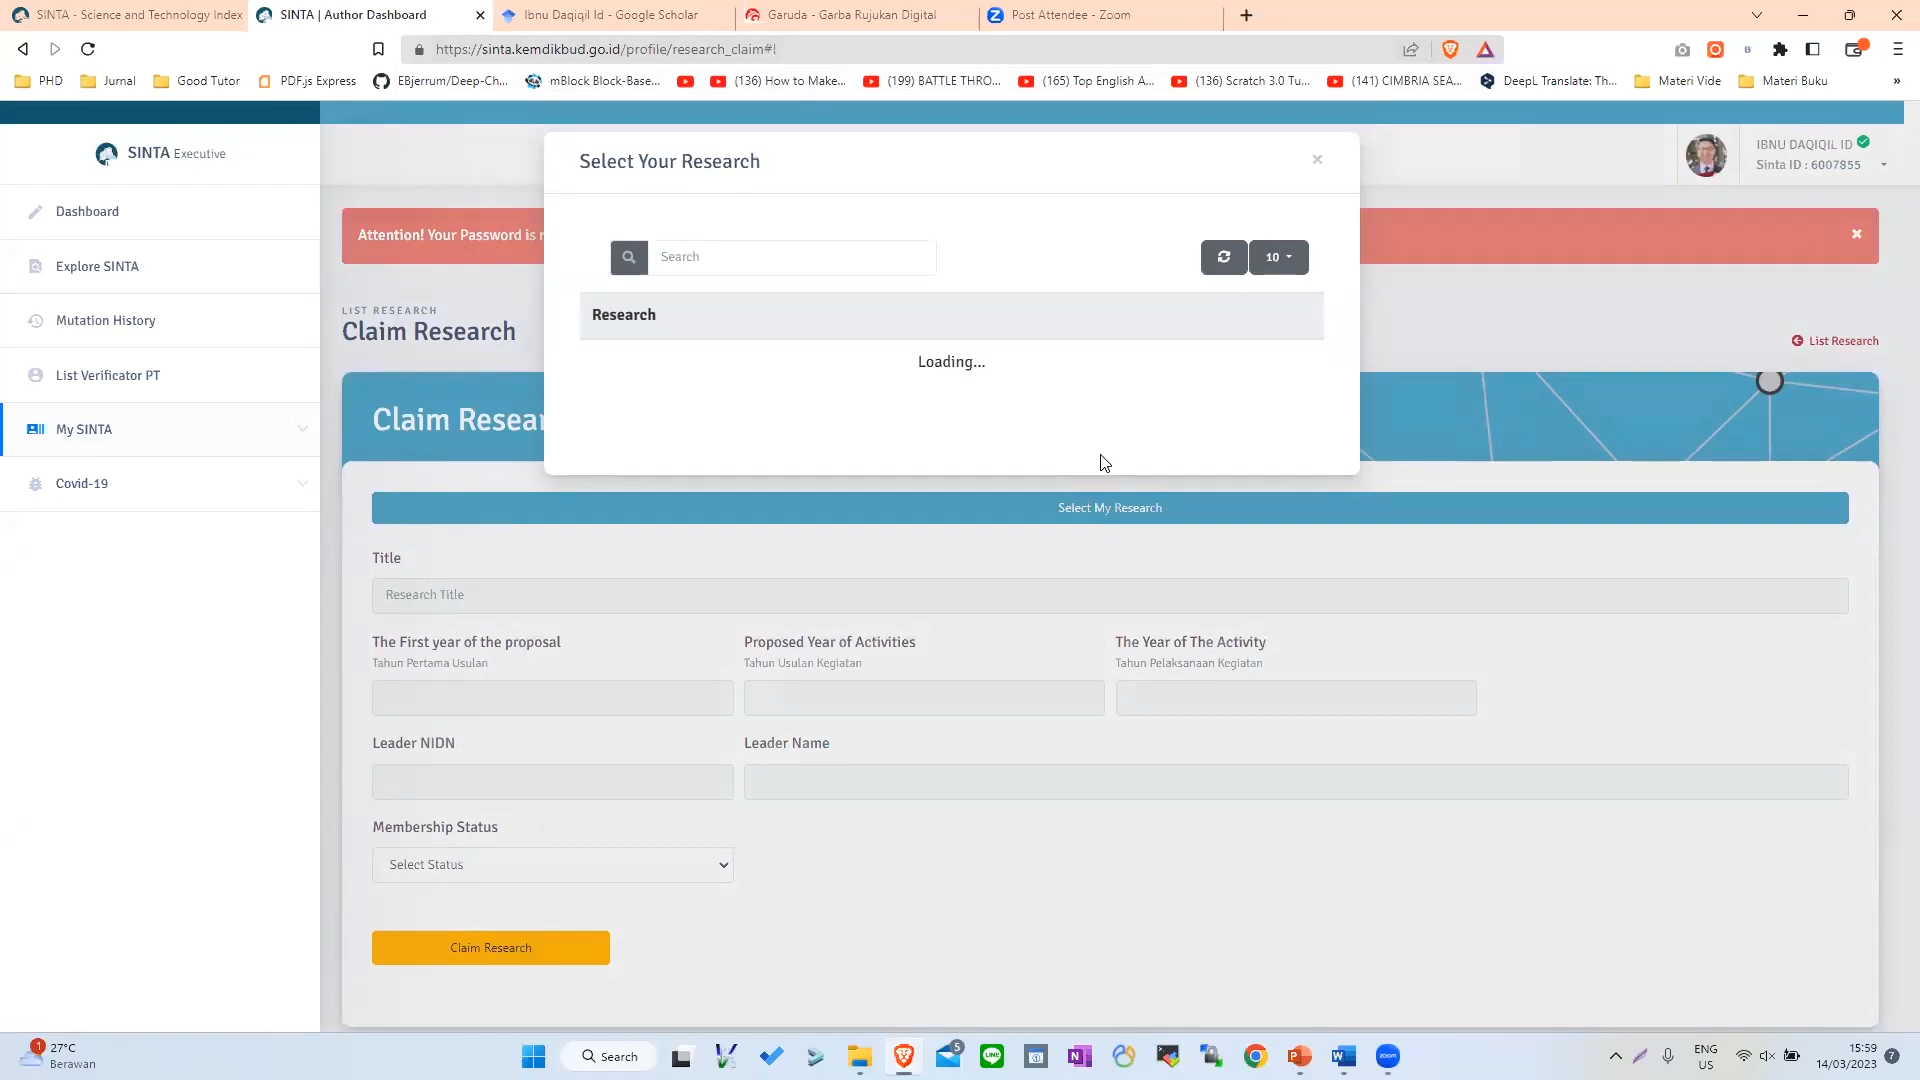 SINTA - Science and Technology Index
SINTA | Author Dashboard
Ibnu Daqiqil Id - Google Scholar
Garuda - Garba Rujukan Digital
Post Attendee - Zoom
https://sinta.kemdikbud.go.id/profile/research_claim#!
PHD
Jurnal
Good Tutor
PDF.js Express
EBjerrum/Deep-Ch...
mBlock Block-Base...
(136) How to Make...
(199) BATTLE THRO...
(165) Top English A...
(136) Scratch 3.0 Tu...
(141) CIMBRIA SEA...
DeepL Translate: Th...
Materi Vide
Materi Buku
»
SINTA Executive
Dashboard
Explore SINTA
Mutation History
List Verificator PT
My SINTA
Covid-19
IBNU DAQIQIL ID
Sinta ID : 6007855
Select Your Research
×
Search
10
Research
Loading...
Attention! Your Password is
LIST RESEARCH
Claim Research
List Research
Claim Resear
Select My Research
Title
Research Title
The First year of the proposal
Tahun Pertama Usulan
Proposed Year of Activities
Tahun Usulan Kegiatan
The Year of The Activity
Tahun Pelaksanaan Kegiatan
Leader NIDN
Leader Name
Membership Status
Select Status
Claim Research
1
27°C
Berawan
Search
5
LINE
zoom
ENG
US
15:59
14/03/2023
7